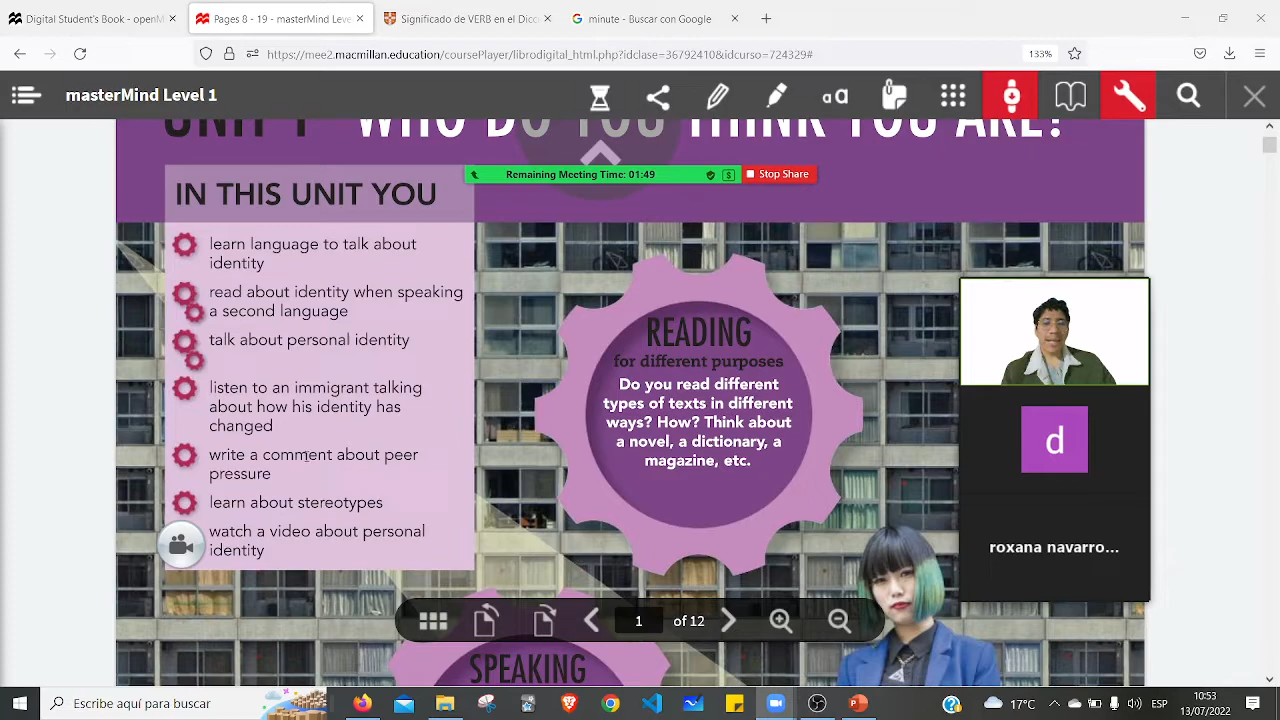 Digital Student's Book - openM
Pages 8 - 19 - masterMind Level
Significado de VERB en el Dicc
minute - Buscar con Google
https://mee2.macmillan.education/coursePlayer/librodigital_html.php?idclase=36792410&idcurso=724329#
133%
masterMind Level 1
aa
UNIT 1 WHO DO YOU THINK YOU ARE?
Remaining Meeting Time: 01:49
$
Stop Share
IN THIS UNIT YOU
learn language to talk about
identity
read about identity when speaking
a second language
talk about personal identity
listen to an immigrant talking
about how his identity has
changed
write a comment about peer
pressure
learn about stereotypes
watch a video about personal
identity
READING
for different purposes
Do you read different
types of texts in different
ways? How? Think about
a novel, a dictionary, a
magazine, etc.
d
roxana navarro...
1 of 12
SPEAKING
Escribe aquí para buscar
17°C
ESP
10:53
13/07/2022